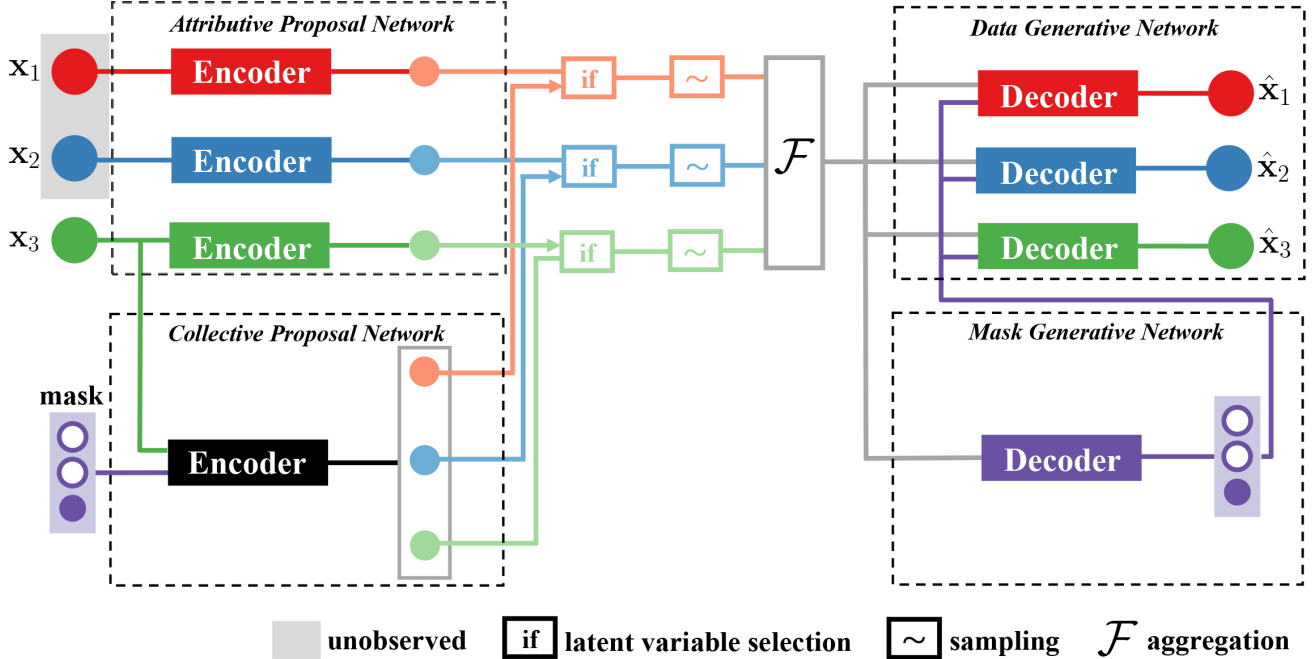 Attributive Proposal Network
Data Generative Network
x₁ Encoder if ~ Decoder x̂₁
x₂ Encoder if ~ ℱ Decoder x̂₂
x₃ Encoder if ~ Decoder x̂₃
Collective Proposal Network
Mask Generative Network
mask
Encoder
Decoder
unobserved if latent variable selection ~ sampling ℱ aggregation